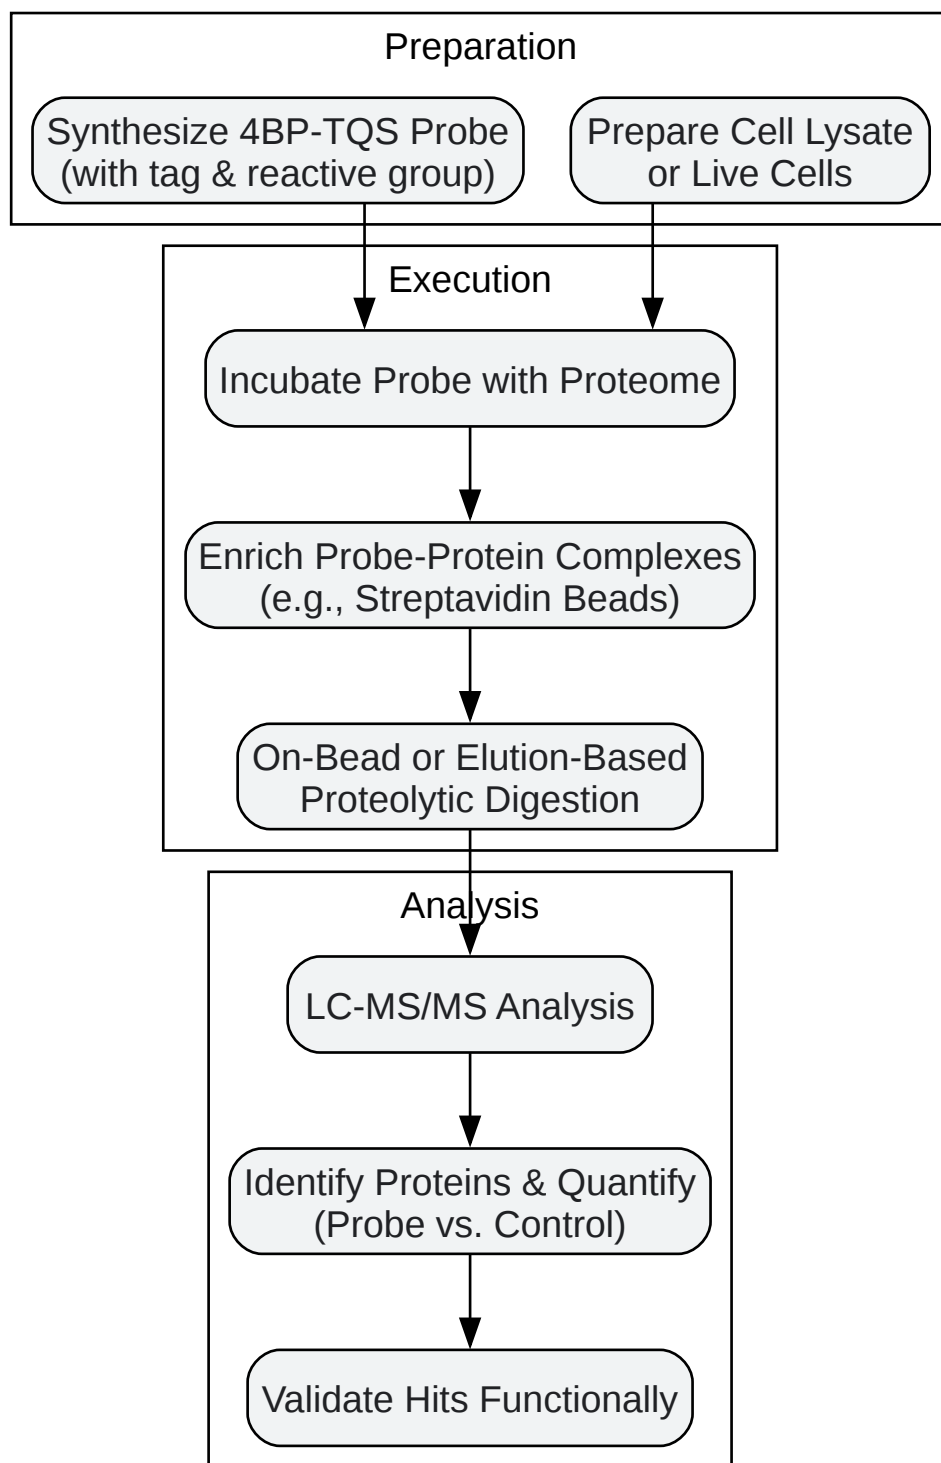 Preparation
Synthesize 4BP-TQS Probe
(with tag & reactive group)
Prepare Cell Lysate
or Live Cells
Execution
Incubate Probe with Proteome
Enrich Probe-Protein Complexes
(e.g., Streptavidin Beads)
On-Bead or Elution-Based
Proteolytic Digestion
Analysis
LC-MS/MS Analysis
Identify Proteins & Quantify
(Probe vs. Control)
Validate Hits Functionally